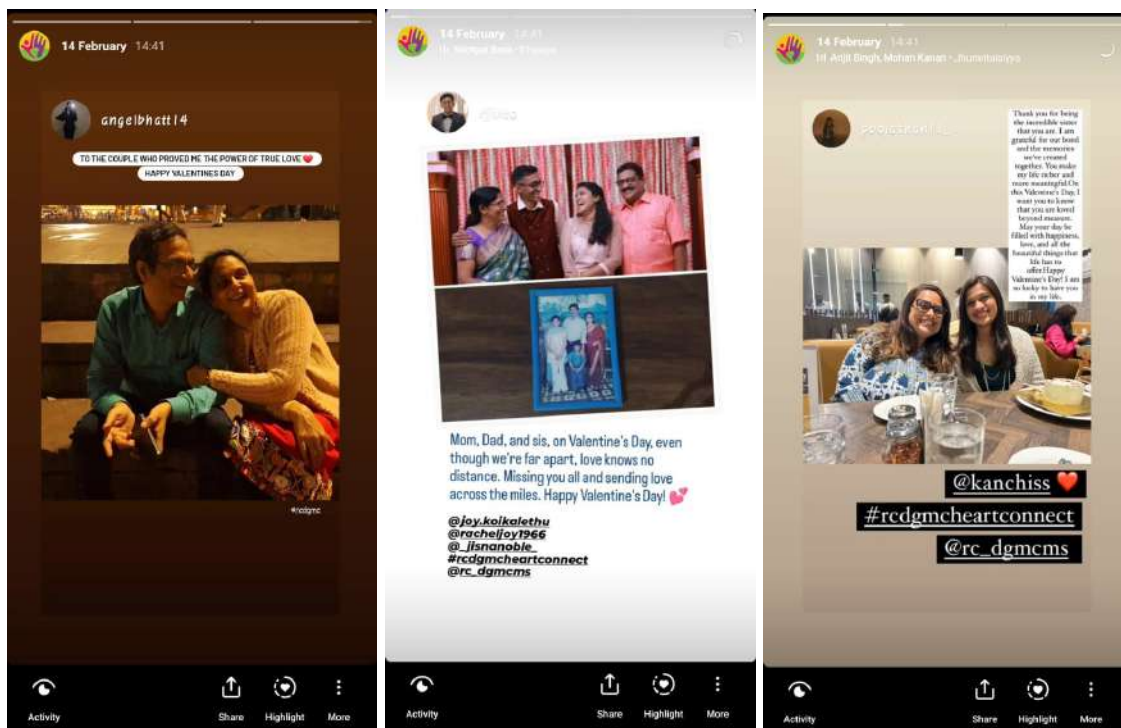 14 February 14:41
angelbhatt14
TO THE COUPLE WHO PROVED ME THE POWER OF TRUE LOVE ❤️
HAPPY VALENTINES DAY
#rcdgmc
Activity
Share
Highlight
More
14 February 14:41
Mom, Dad, and sis, on Valentine's Day, even
though we're far apart, love knows no
distance. Missing you all and sending love
across the miles. Happy Valentine's Day! 💕
@joy.koikalethu
@racheljoy1966
@_jisnanoble_
#rcdgmcheartconnect
@rc_dgmcms
Activity
Share
Highlight
More
14 February 14:41
Arijit Singh, Mohan Kanan
Thank you for being
the incredible sister
that you are. I am
grateful for our bond
and the memories
we've created
together. You make
my life richer and
more meaningful.On
this Valentine's Day, I
want you to know
that you are loved
beyond measure.
May your day be
filled with happiness,
love, and all the
beautiful things that
life has to
offer.Happy
Valentine's Day! I am
so lucky to have you
in my life.
@kanchiss ❤️
#rcdgmcheartconnect
@rc_dgmcms
Activity
Share
Highlight
More